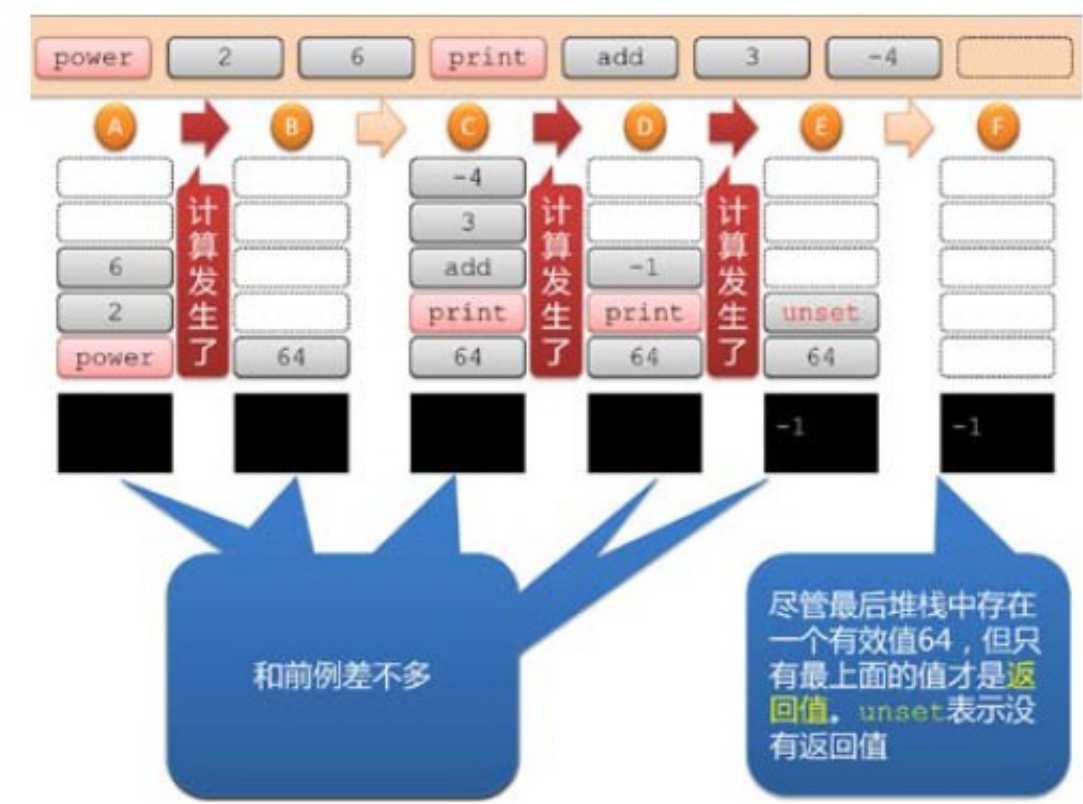 power 2 6 print add 3 -4
A B C D E F
-4
3
6 add -1
2 print print unset
power 64 64 64 64
计算发生了
计算发生了
计算发生了
-1 -1
和前例差不多
尽管最后堆栈中存在
一个有效值64，但只
有最上面的值才是返
回值。unset表示没
有返回值